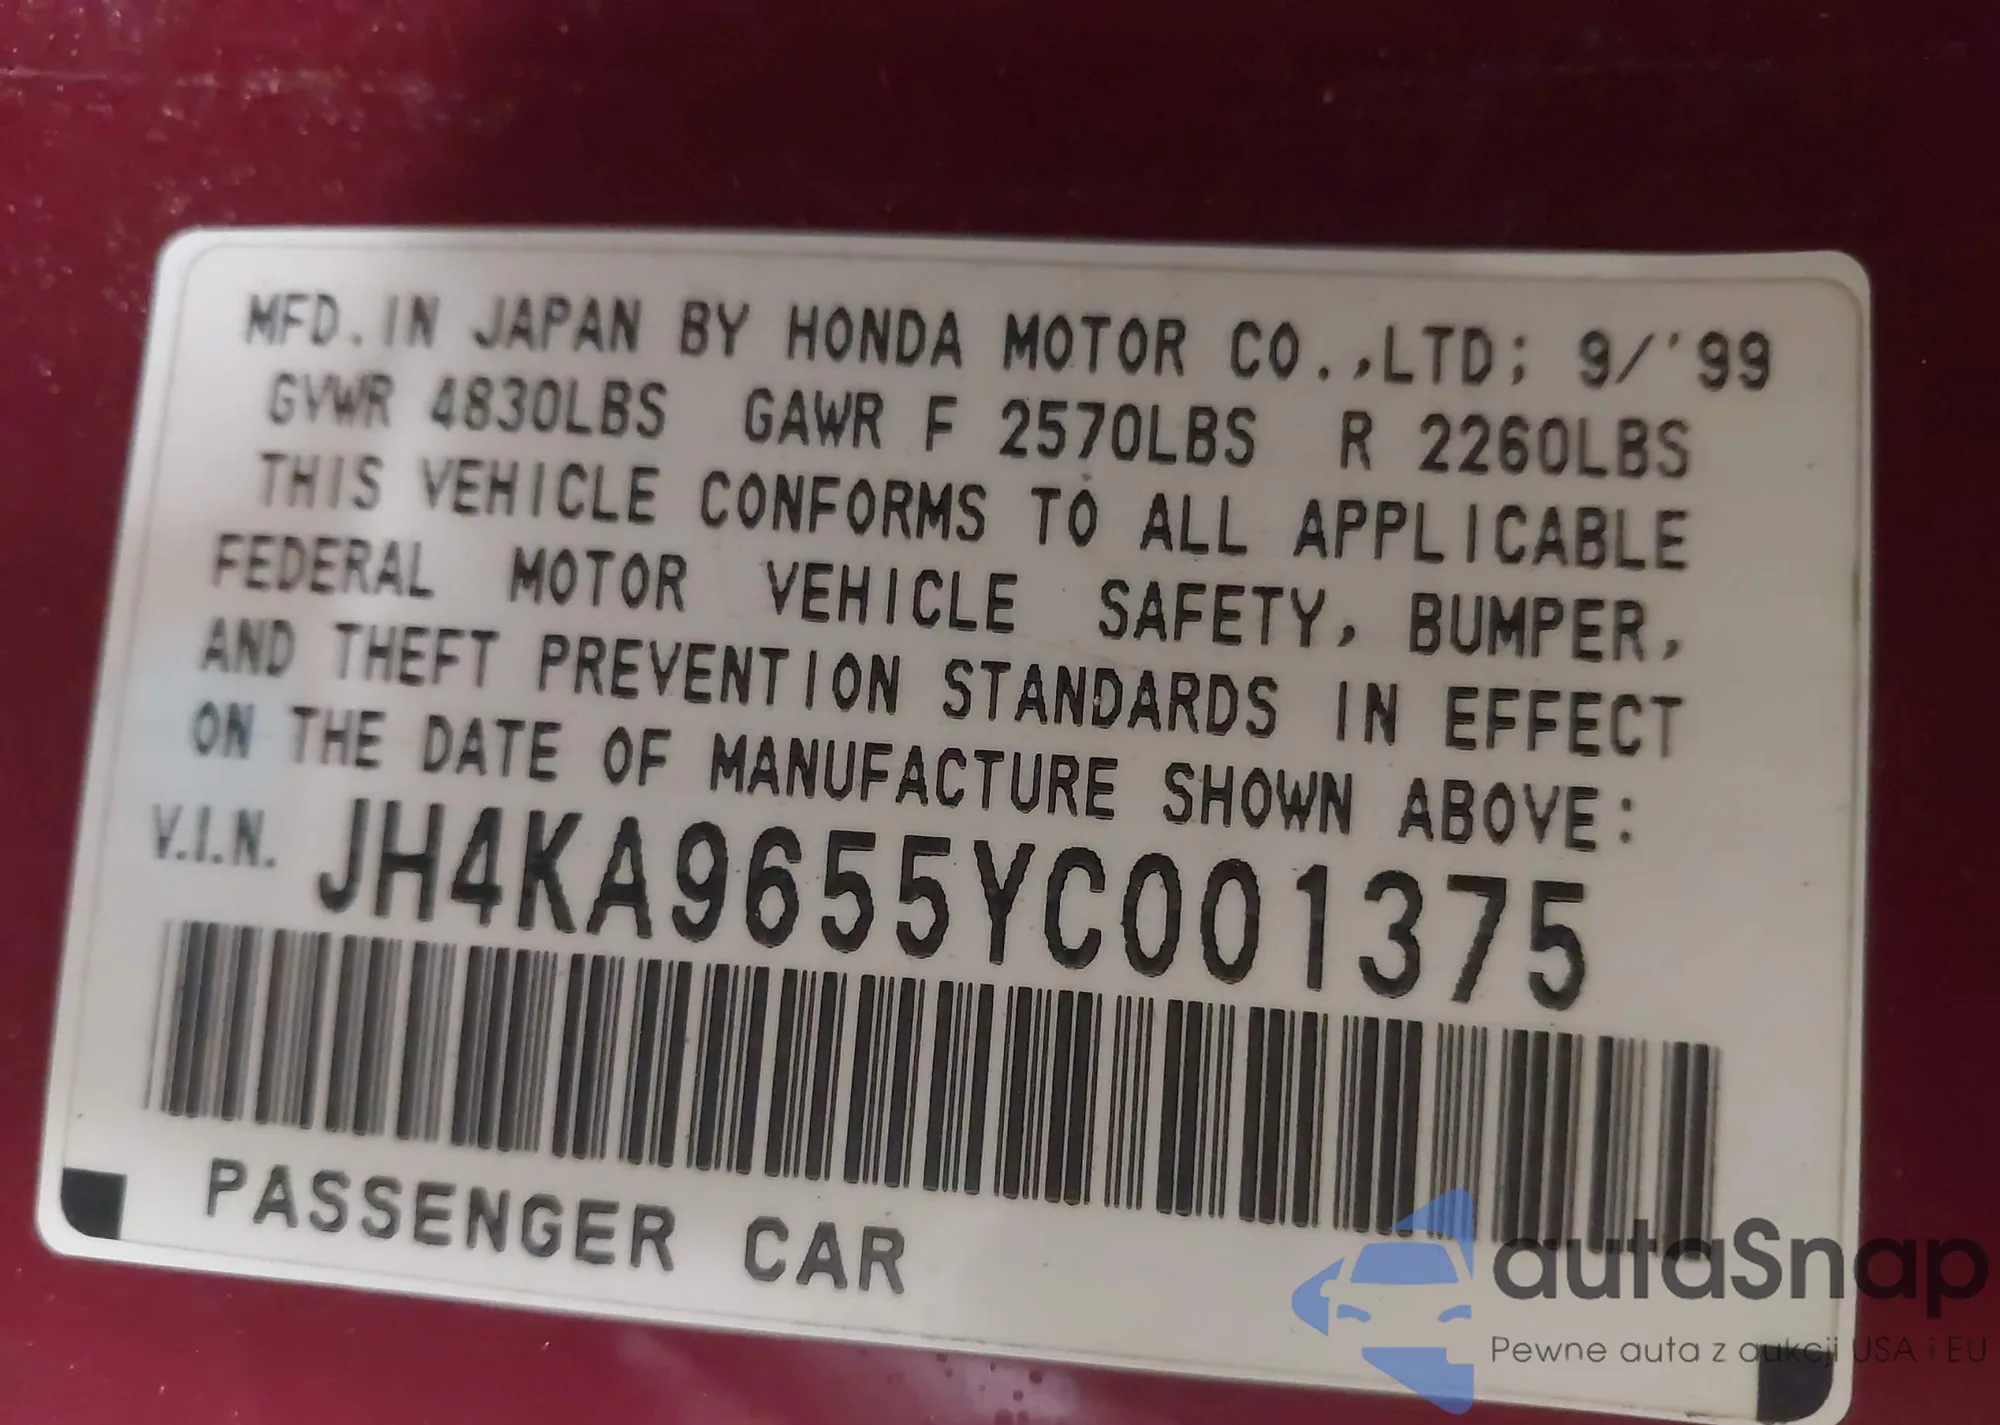 MFD. IN JAPAN BY HONDA MOTOR CO.,LTD; 9/'99
GVWR 4830LBS GAWR F 2570LBS R 2260LBS
THIS VEHICLE CONFORMS TO ALL APPLICABLE
FEDERAL MOTOR VEHICLE SAFETY, BUMPER,
AND THEFT PREVENTION STANDARDS IN EFFECT
ON THE DATE OF MANUFACTURE SHOWN ABOVE:
V.I.N. JH4KA9655YC001375
PASSENGER CAR
autaSnap
Pewne auta z aukcji USA i EU